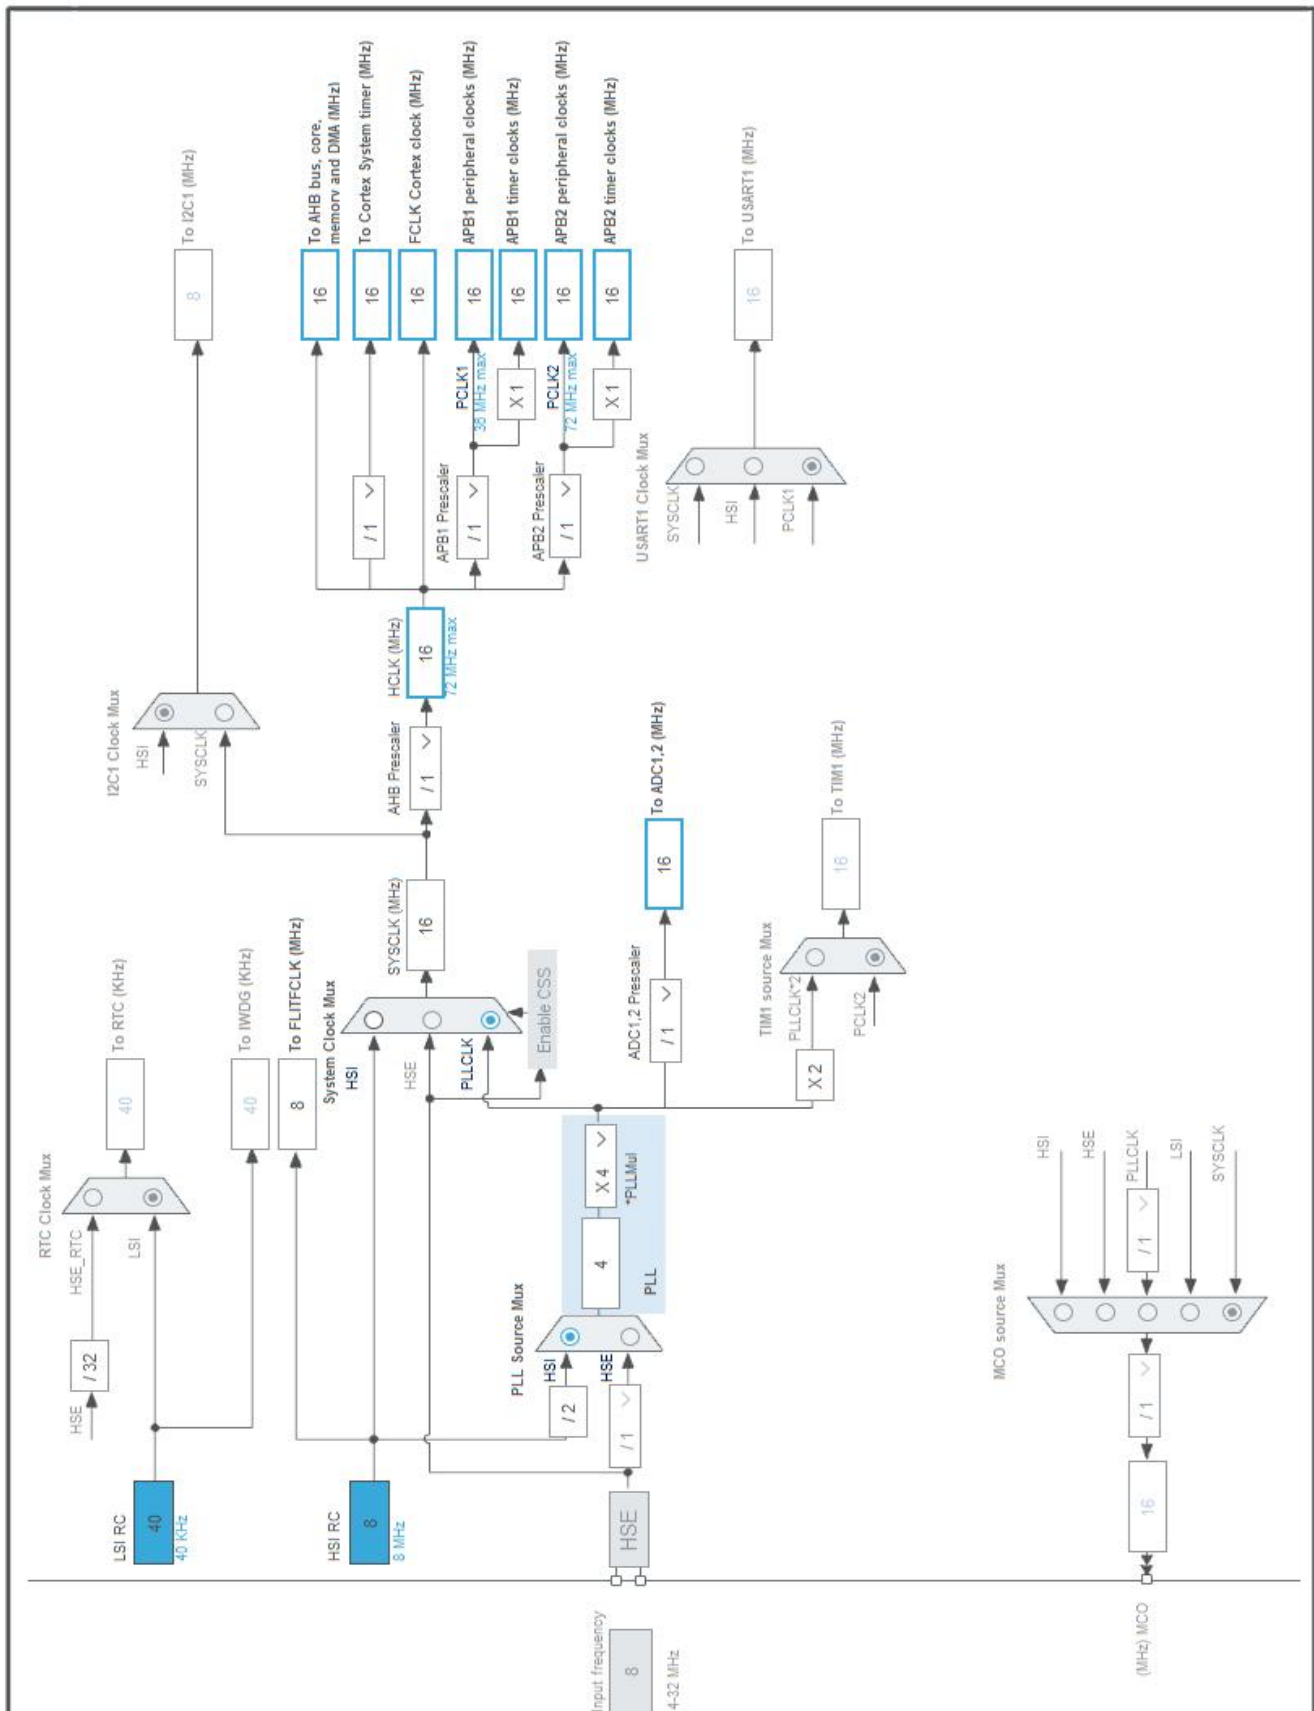 RTC Clock Mux
HSE
/ 32
HSE_RTC
LSI
40
To RTC (KHz)
LSI RC
40
40 KHz
40
To IWDG (KHz)
I2C1 Clock Mux
HSI
SYSCLK
8
To I2C1 (MHz)
HSI RC
8
8 MHz
8
To FLITFCLK (MHz)
System Clock Mux
HSI
HSE
PLLCLK
Enable CSS
SYSCLK (MHz)
16
AHB Prescaler
/ 1
HCLK (MHz)
16
72 MHz max
16
To AHB bus, core,
memory and DMA (MHz)
/ 1
16
To Cortex System timer (MHz)
16
FCLK Cortex clock (MHz)
APB1 Prescaler
/ 1
PCLK1
36 MHz max
16
APB1 peripheral clocks (MHz)
X 1
16
APB1 timer clocks (MHz)
APB2 Prescaler
/ 1
PCLK2
72 MHz max
16
APB2 peripheral clocks (MHz)
X 1
16
APB2 timer clocks (MHz)
PLL Source Mux
/ 2
HSI
HSE
/ 1
4
X 4
*PLLMul
PLL
Input frequency
8
4-32 MHz
HSE
ADC1,2 Prescaler
/ 1
16
To ADC1,2 (MHz)
USART1 Clock Mux
SYSCLK
HSI
PCLK1
16
To USART1 (MHz)
TIM1 source Mux
X 2
PLLCLK*2
PCLK2
16
To TIM1 (MHz)
MCO source Mux
HSI
HSE
/ 1
PLLCLK
LSI
SYSCLK
/ 1
16
(MHz) MCO